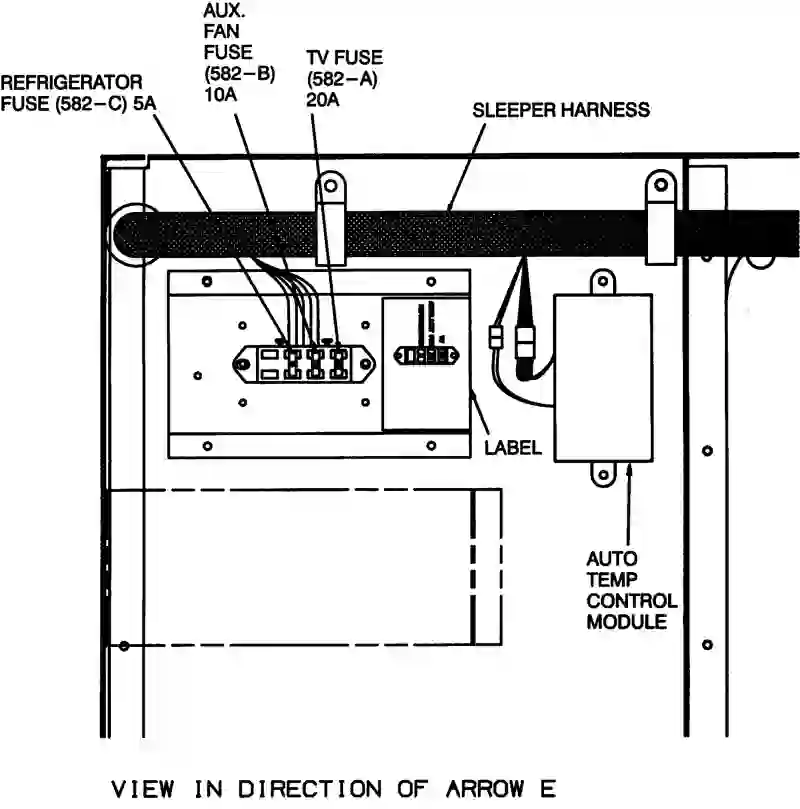 AUX.
FAN
FUSE
(582-B)
10A
TV FUSE
(582-A)
20A
REFRIGERATOR
FUSE (582-C) 5A
SLEEPER HARNESS
LABEL
AUTO
TEMP
CONTROL
MODULE
VIEW IN DIRECTION OF ARROW E